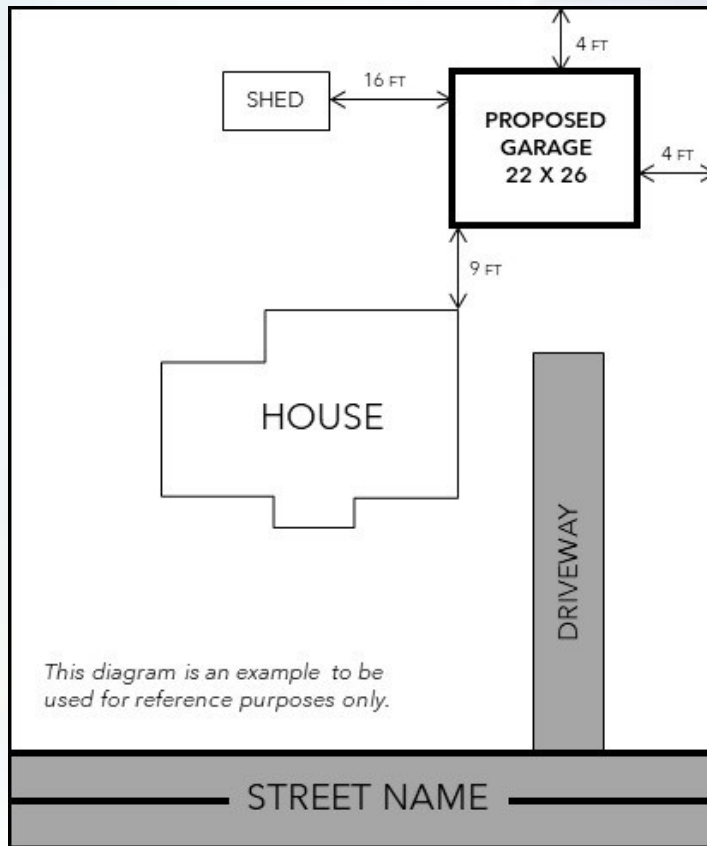 4 FT
SHED
16 FT
PROPOSED
GARAGE
22 X 26
4 FT
9 FT
HOUSE
DRIVEWAY
This diagram is an example to be
used for reference purposes only.
STREET NAME